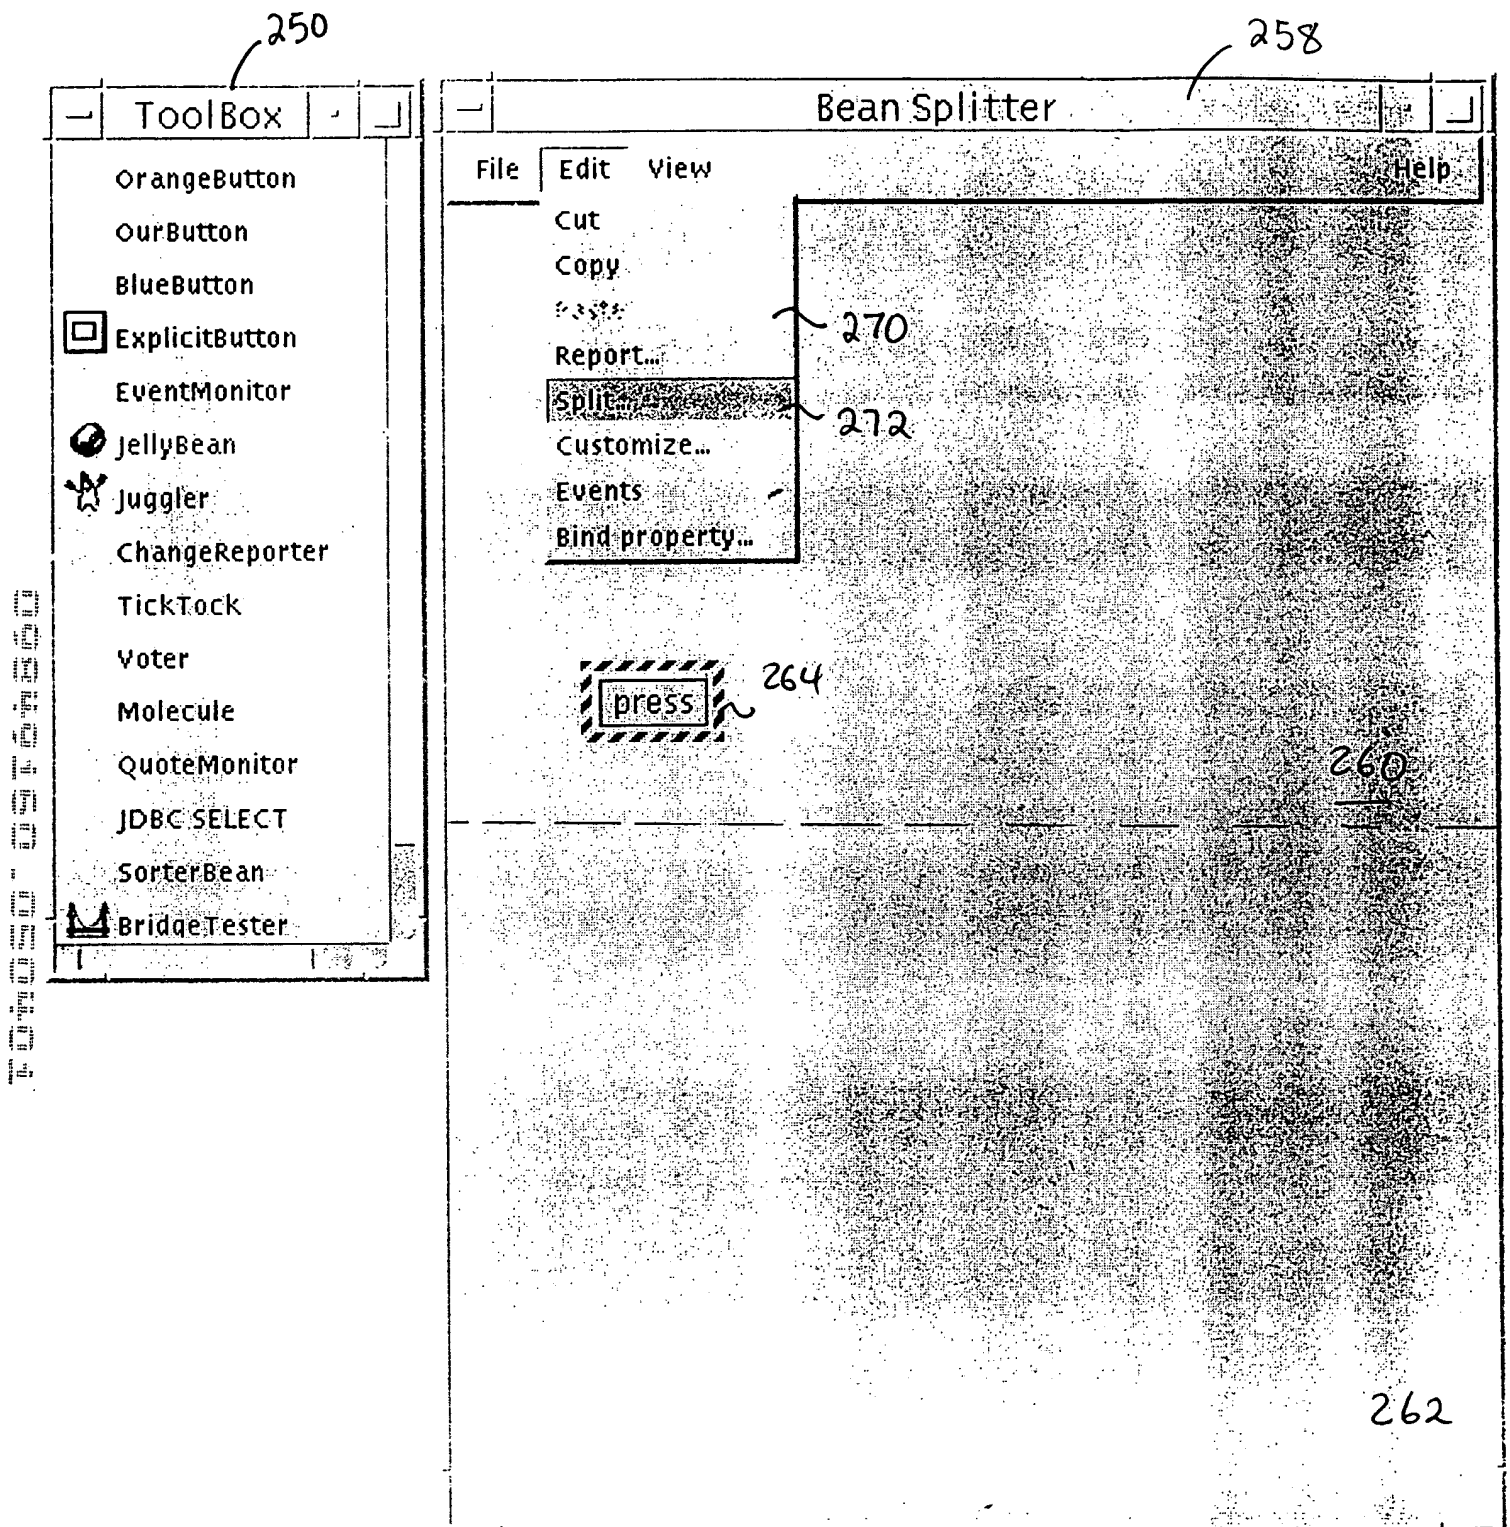 250
258
ToolBox
OrangeButton
OurButton
BlueButton
ExplicitButton
EventMonitor
JellyBean
Juggler
ChangeReporter
TickTock
Voter
Molecule
QuoteMonitor
JDBC SELECT
SorterBean
BridgeTester
Bean Splitter
File Edit View Help
Cut
Copy
Paste
270
Report...
Split...
272
Customize...
Events
Bind property...
press
264
260
262